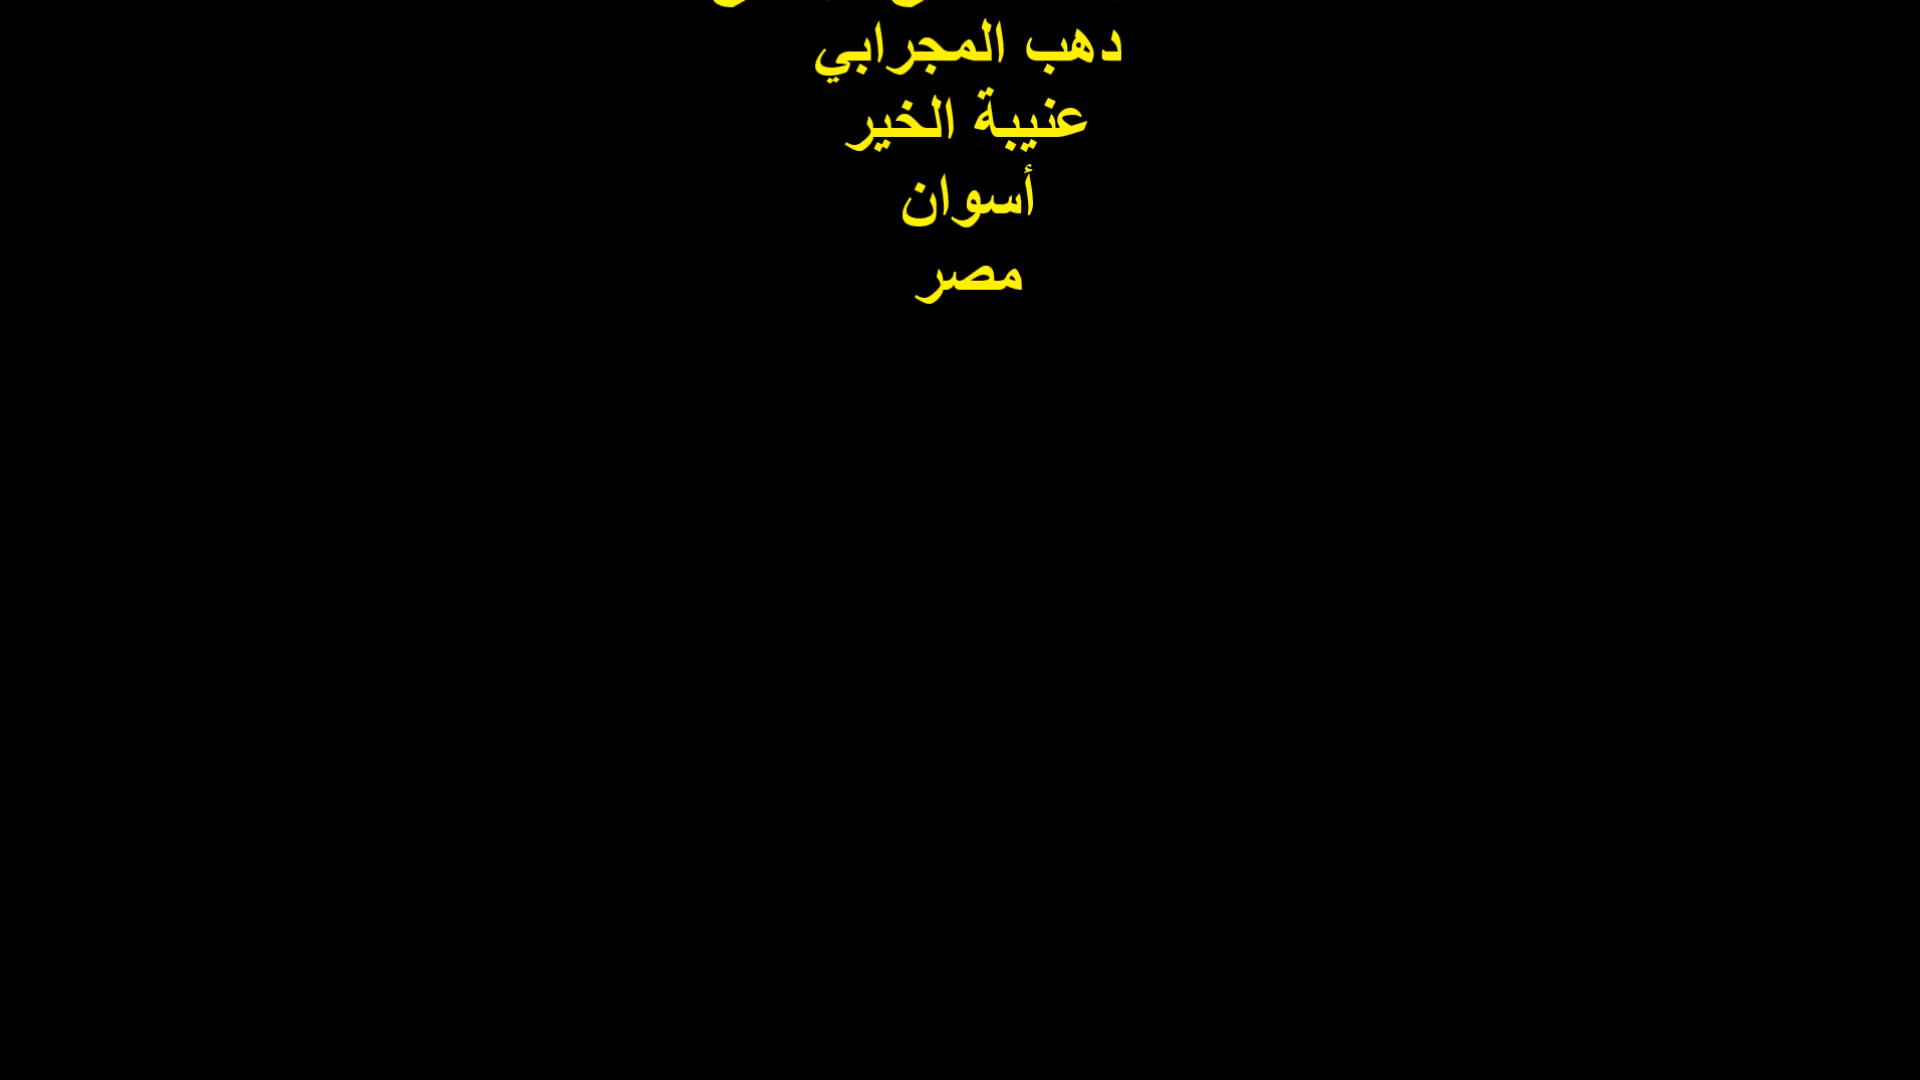 دهب المجرابي
عنيبة الخير
أسوان
مصر